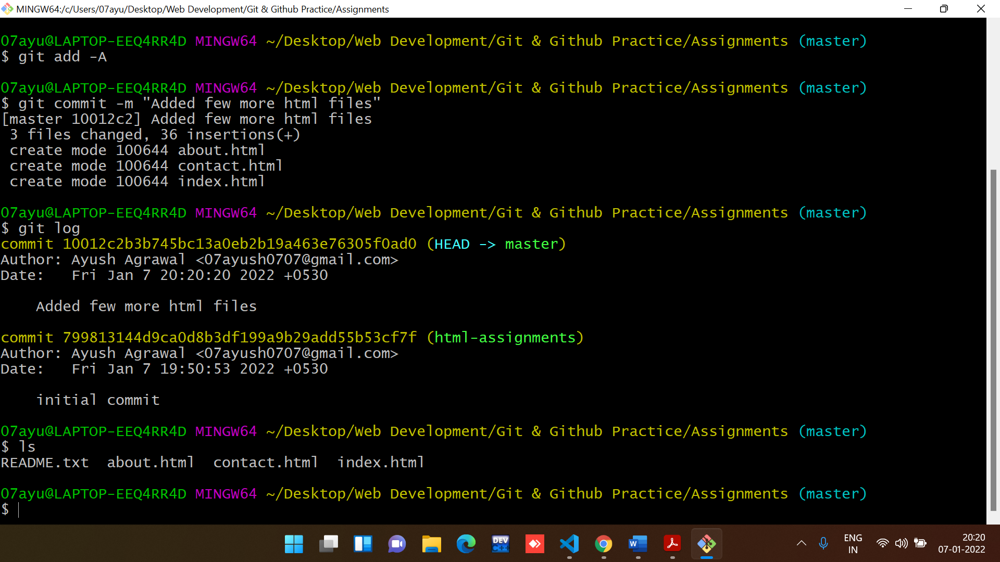 MINGW64:/c/Users/07ayu/Desktop/Web Development/Git & Github Practice/Assignments
07ayu@LAPTOP-EEQ4RR4D MINGW64 ~/Desktop/Web Development/Git & Github Practice/Assignments (master)
$ git add -A
07ayu@LAPTOP-EEQ4RR4D MINGW64 ~/Desktop/Web Development/Git & Github Practice/Assignments (master)
$ git commit -m "Added few more html files"
[master 10012c2] Added few more html files
 3 files changed, 36 insertions(+)
 create mode 100644 about.html
 create mode 100644 contact.html
 create mode 100644 index.html
07ayu@LAPTOP-EEQ4RR4D MINGW64 ~/Desktop/Web Development/Git & Github Practice/Assignments (master)
$ git log
commit 10012c2b3b745bc13a0eb2b19a463e76305f0ad0 (HEAD -> master)
Author: Ayush Agrawal <07ayush0707@gmail.com>
Date:   Fri Jan 7 20:20:20 2022 +0530
    Added few more html files
commit 799813144d9ca0d8b3df199a9b29add55b53cf7f (html-assignments)
Author: Ayush Agrawal <07ayush0707@gmail.com>
Date:   Fri Jan 7 19:50:53 2022 +0530
    initial commit
07ayu@LAPTOP-EEQ4RR4D MINGW64 ~/Desktop/Web Development/Git & Github Practice/Assignments (master)
$ ls
README.txt  about.html  contact.html  index.html
07ayu@LAPTOP-EEQ4RR4D MINGW64 ~/Desktop/Web Development/Git & Github Practice/Assignments (master)
$
DEV
C++
W
ENG
IN
20:20
07-01-2022